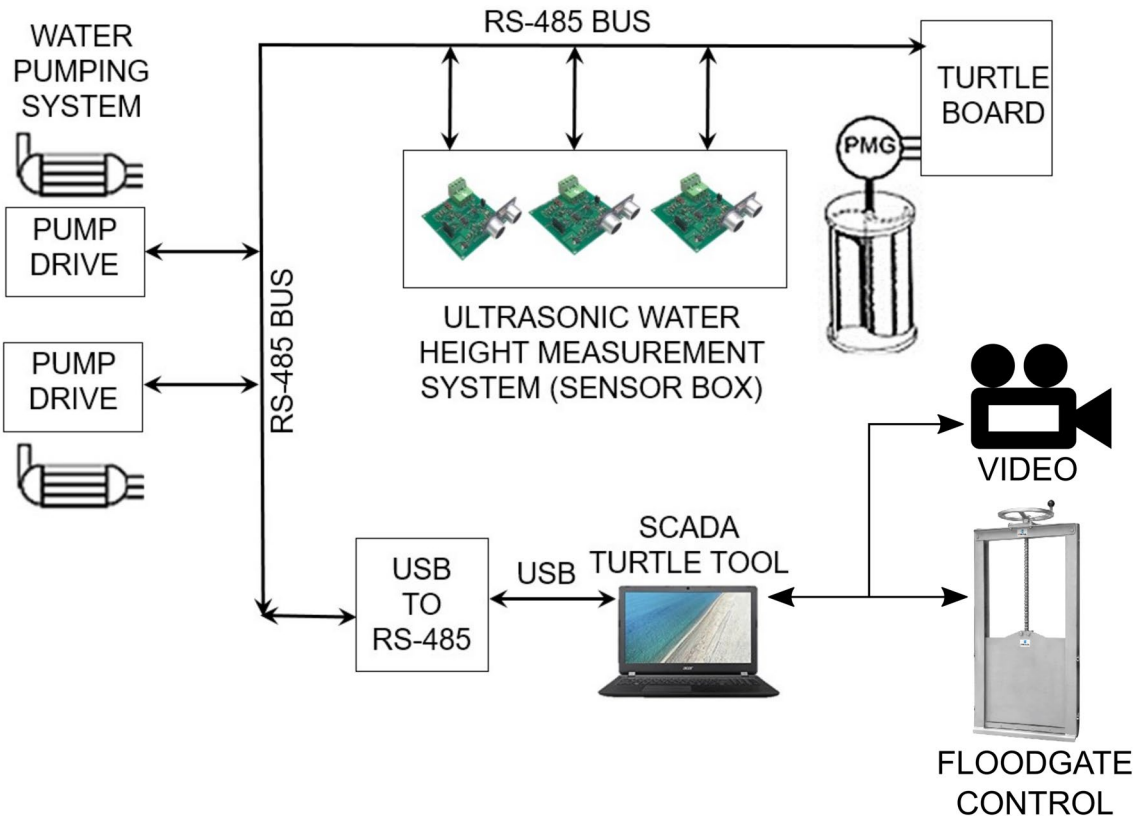 WATER
PUMPING
SYSTEM
RS-485 BUS
TURTLE
BOARD
PMG
PUMP
DRIVE
PUMP
DRIVE
RS-485 BUS
ULTRASONIC WATER
HEIGHT MEASUREMENT
SYSTEM (SENSOR BOX)
VIDEO
SCADA
TURTLE TOOL
USB
TO
RS-485
USB
acer
FLOODGATE
CONTROL